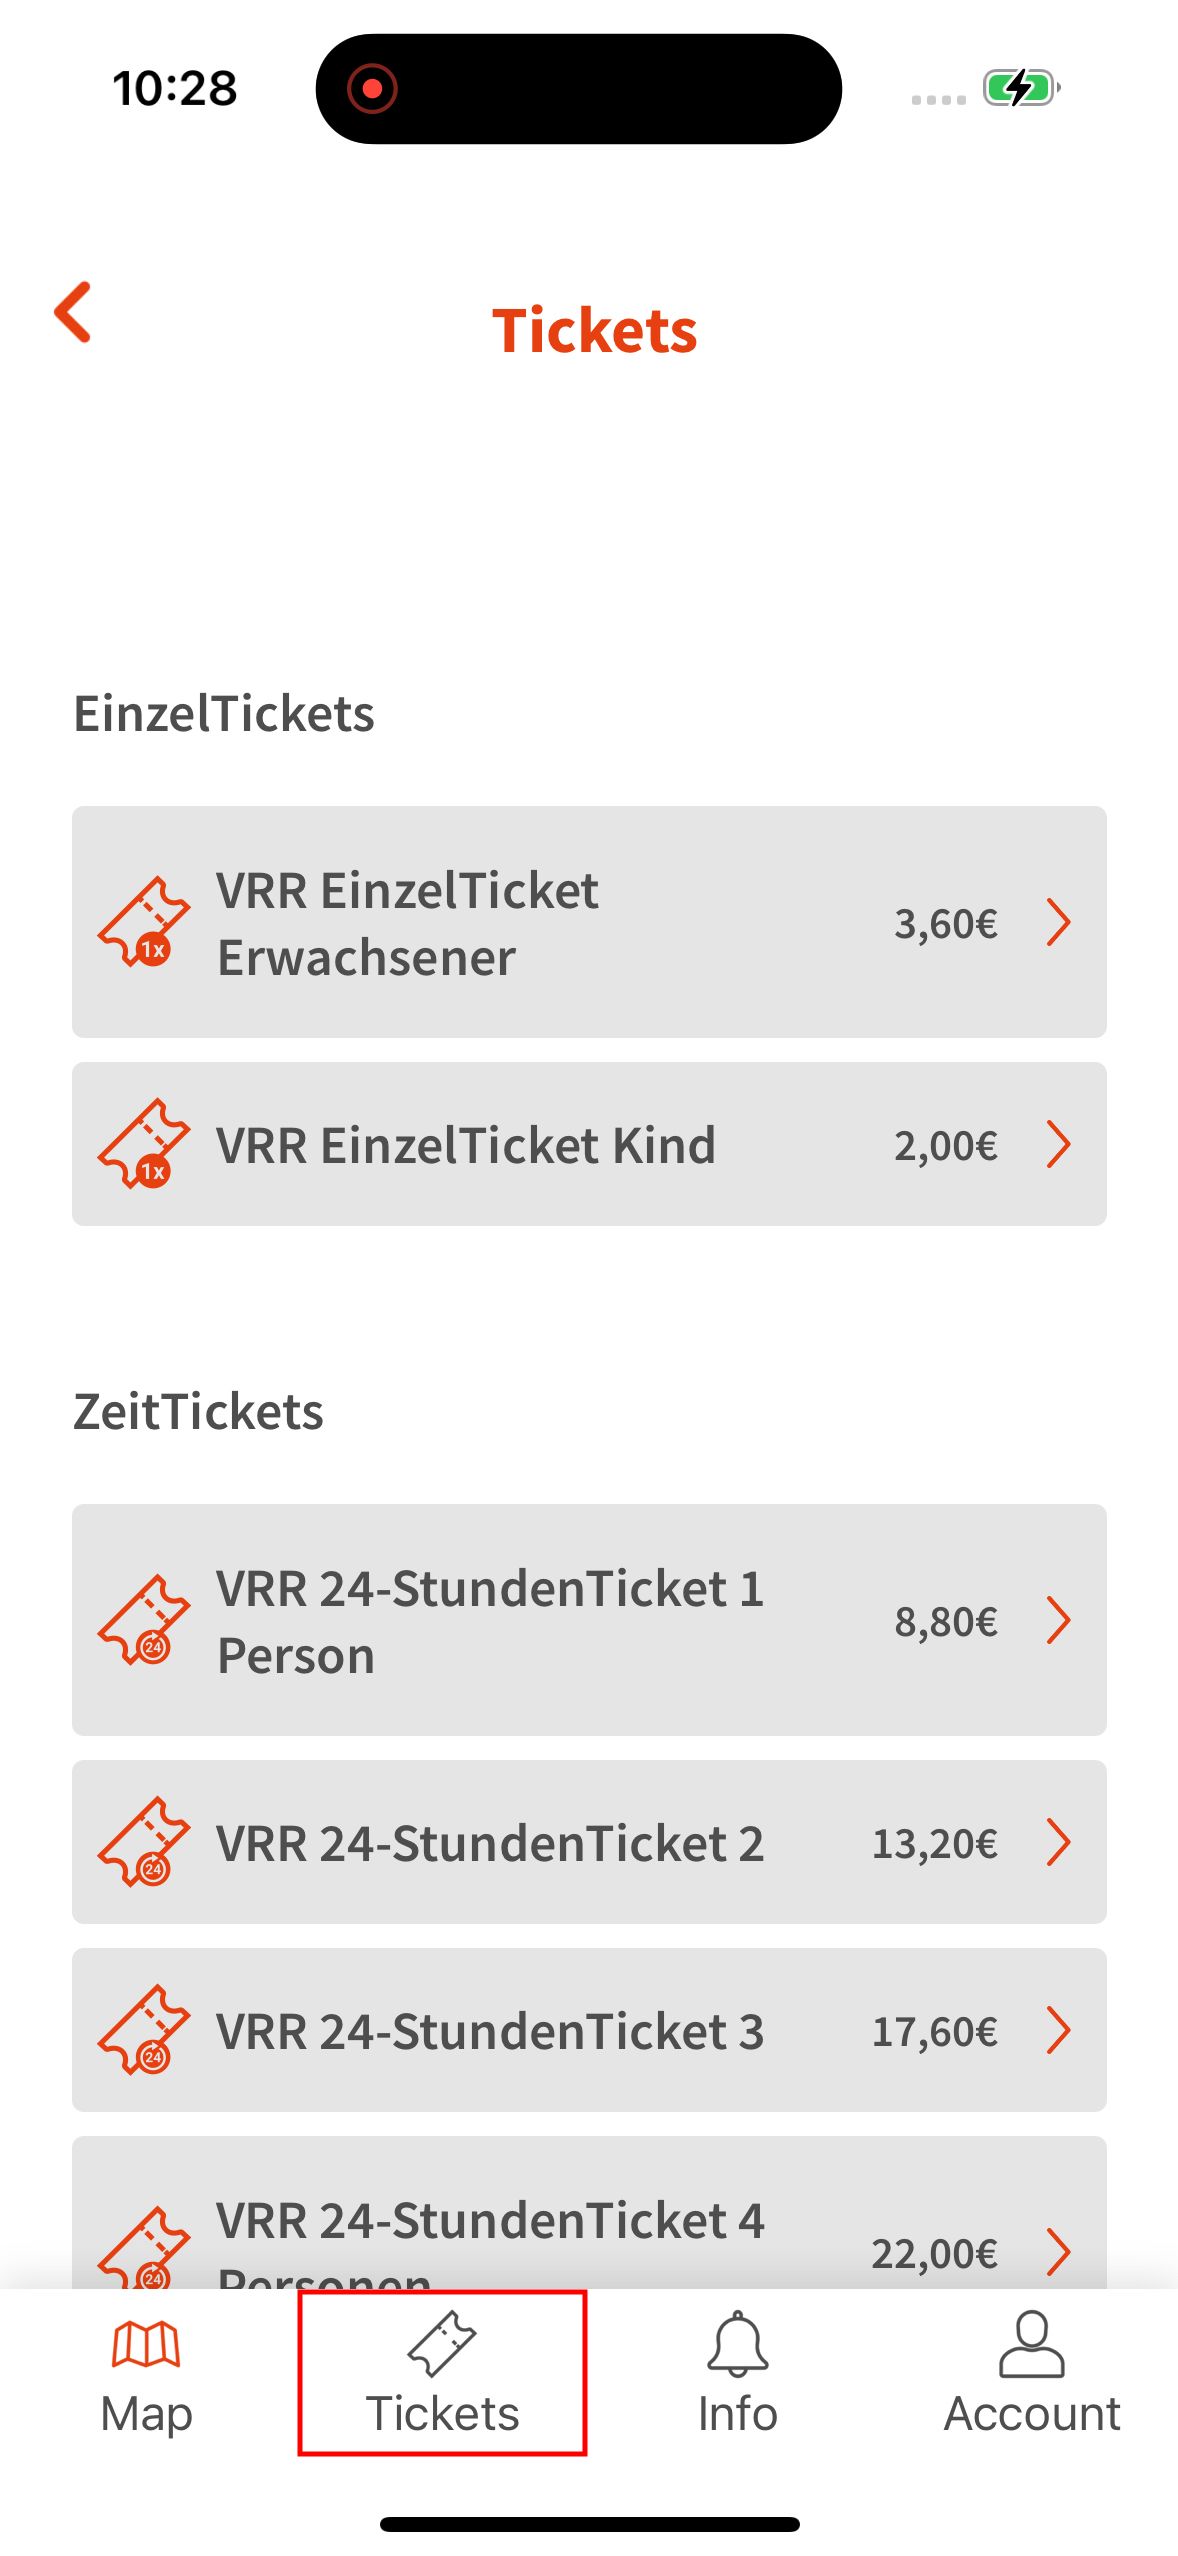 10:28
Tickets
EinzelTickets
VRR EinzelTicket
Erwachsener
3,60€
1x
VRR EinzelTicket Kind
2,00€
1x
ZeitTickets
VRR 24-StundenTicket 1
Person
8,80€
24
VRR 24-StundenTicket 2
13,20€
24
VRR 24-StundenTicket 3
17,60€
24
VRR 24-StundenTicket 4
Personen
22,00€
24
Map
Tickets
Info
Account